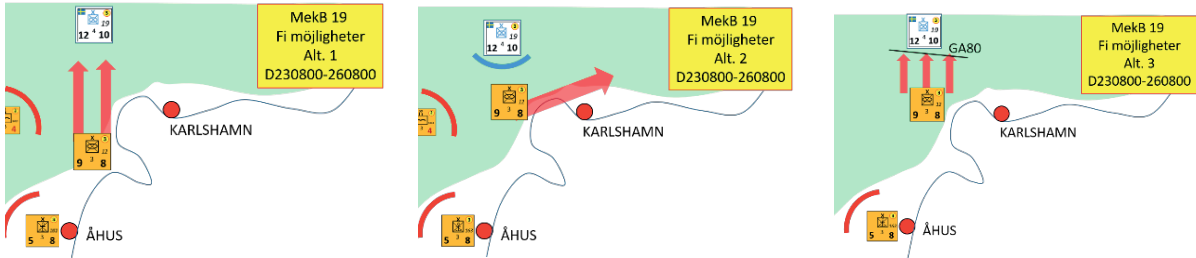 MekB 19
Fi möjligheter
Alt. 1
D230800-260800
19
12 4 10
X
12
3
9 8
4
KARLSHAMN
X
3
5 8
ÅHUS
MekB 19
Fi möjligheter
Alt. 2
D230800-260800
19
12 4 10
X
3
9 8
4
KARLSHAMN
X
3
5 8
ÅHUS
MekB 19
Fi möjligheter
Alt. 3
D230800-260800
19
12 4 10
GA80
X
3
9 8
KARLSHAMN
X
3
5 8
ÅHUS